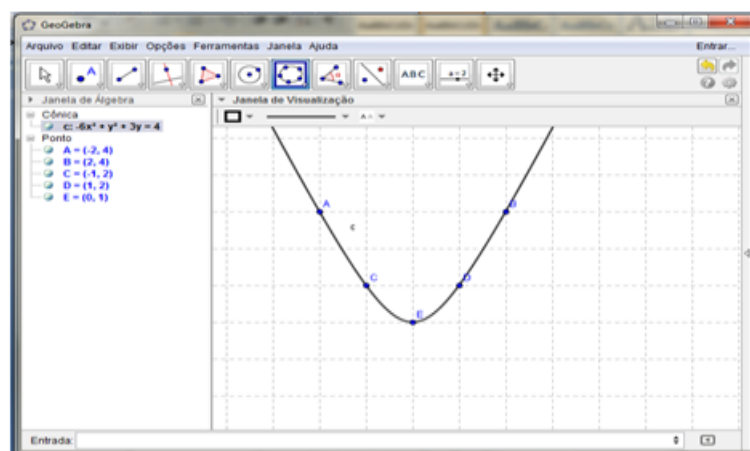 GeoGebra
Arquivo Editar Exibir Opções Ferramentas Janela Ajuda
Entrar...
A
ABC
a=2
Janela de Álgebra
Janela de Visualização
Cônica
c: -6x² + y² + 3y = 4
Ponto
A = (-2, 4)
B = (2, 4)
C = (-1, 2)
D = (1, 2)
E = (0, 1)
A
B
c
C
D
E
Entrada: